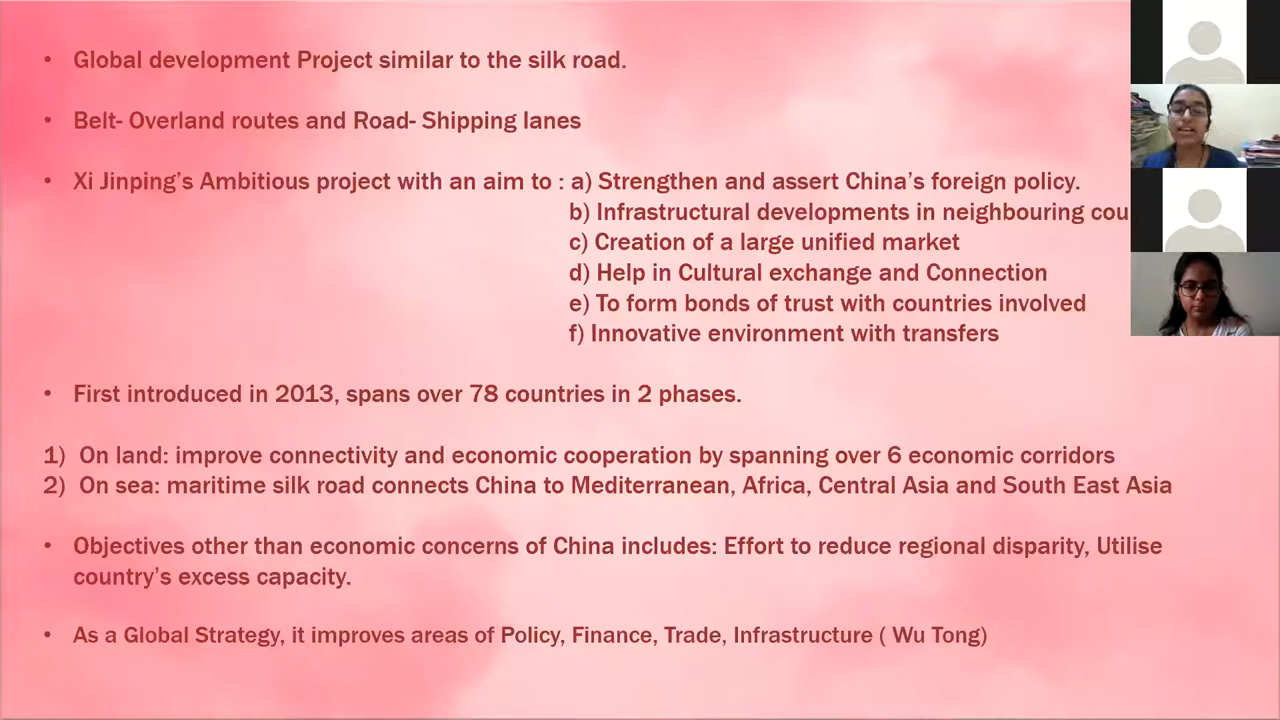 • Global development Project similar to the silk road.
• Belt- Overland routes and Road- Shipping lanes
• Xi Jinping’s Ambitious project with an aim to : a) Strengthen and assert China’s foreign policy.
b) Infrastructural developments in neighbouring
c) Creation of a large unified market
d) Help in Cultural exchange and Connection
e) To form bonds of trust with countries involved
f) Innovative environment with transfers
• First introduced in 2013, spans over 78 countries in 2 phases.
1) On land: improve connectivity and economic cooperation by spanning over 6 economic corridors
2) On sea: maritime silk road connects China to Mediterranean, Africa, Central Asia and South East Asia
• Objectives other than economic concerns of China includes: Effort to reduce regional disparity, Utilise
country’s excess capacity.
• As a Global Strategy, it improves areas of Policy, Finance, Trade, Infrastructure ( Wu Tong)